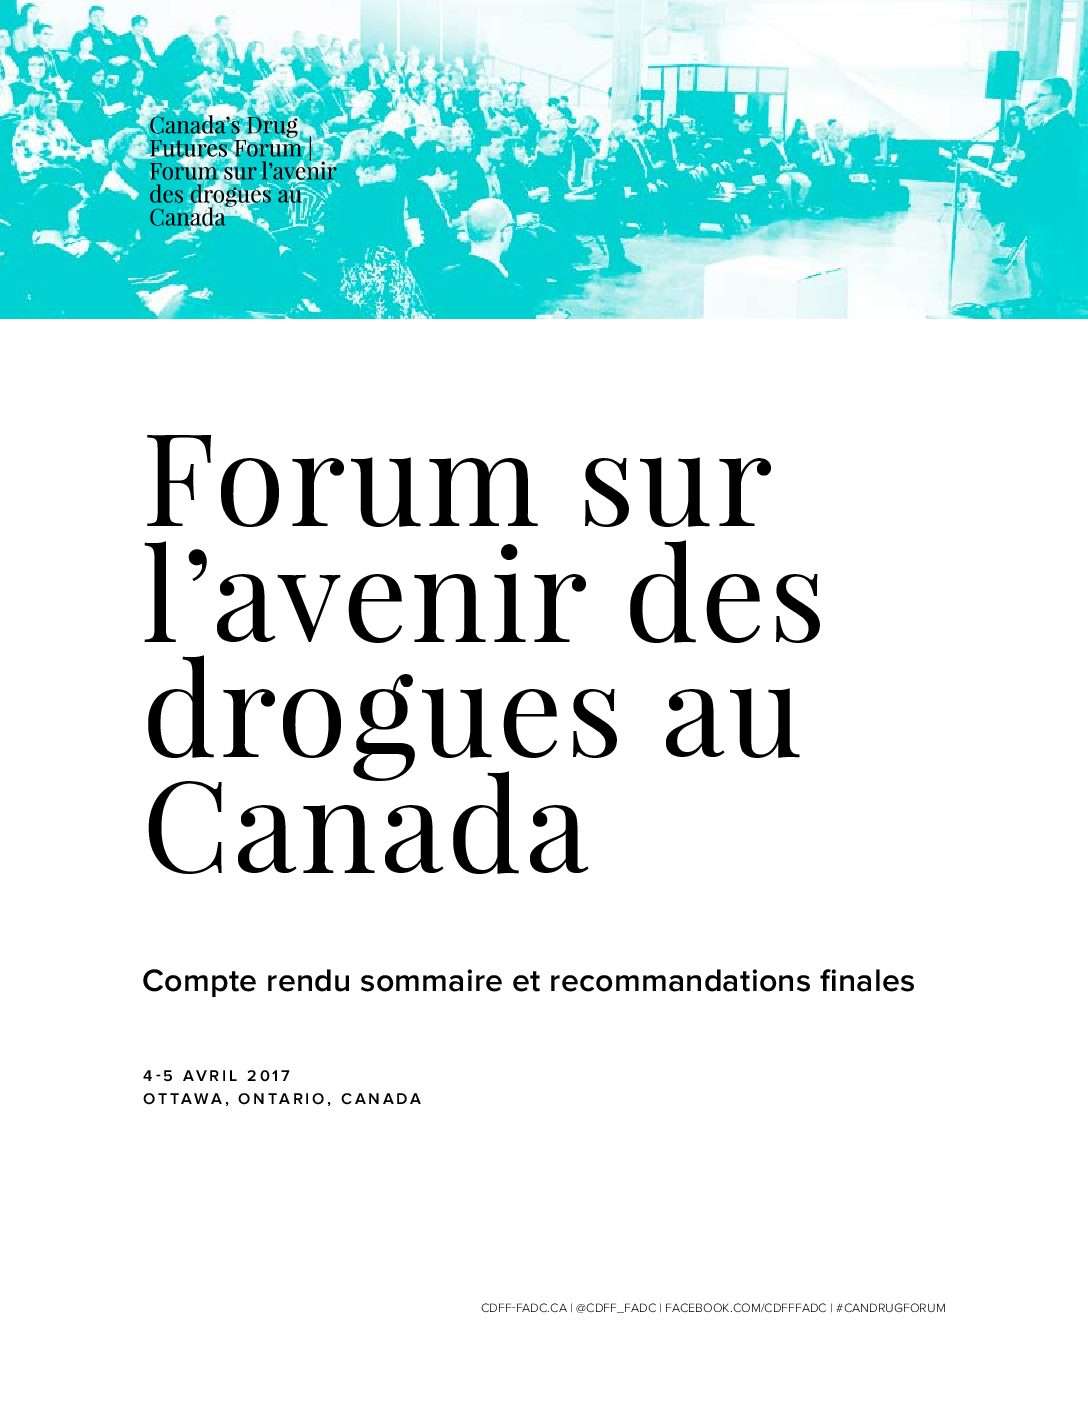 Canada’s Drug
Futures Forum |
Forum sur l’avenir
des drogues au
Canada
Forum sur
l’avenir des
drogues au
Canada
Compte rendu sommaire et recommandations finales
4-5 AVRIL 2017
OTTAWA, ONTARIO, CANADA
CDFF-FADC.CA | @CDFF_FADC | FACEBOOK.COM/CDFFFADC | #CANDRUGFORUM